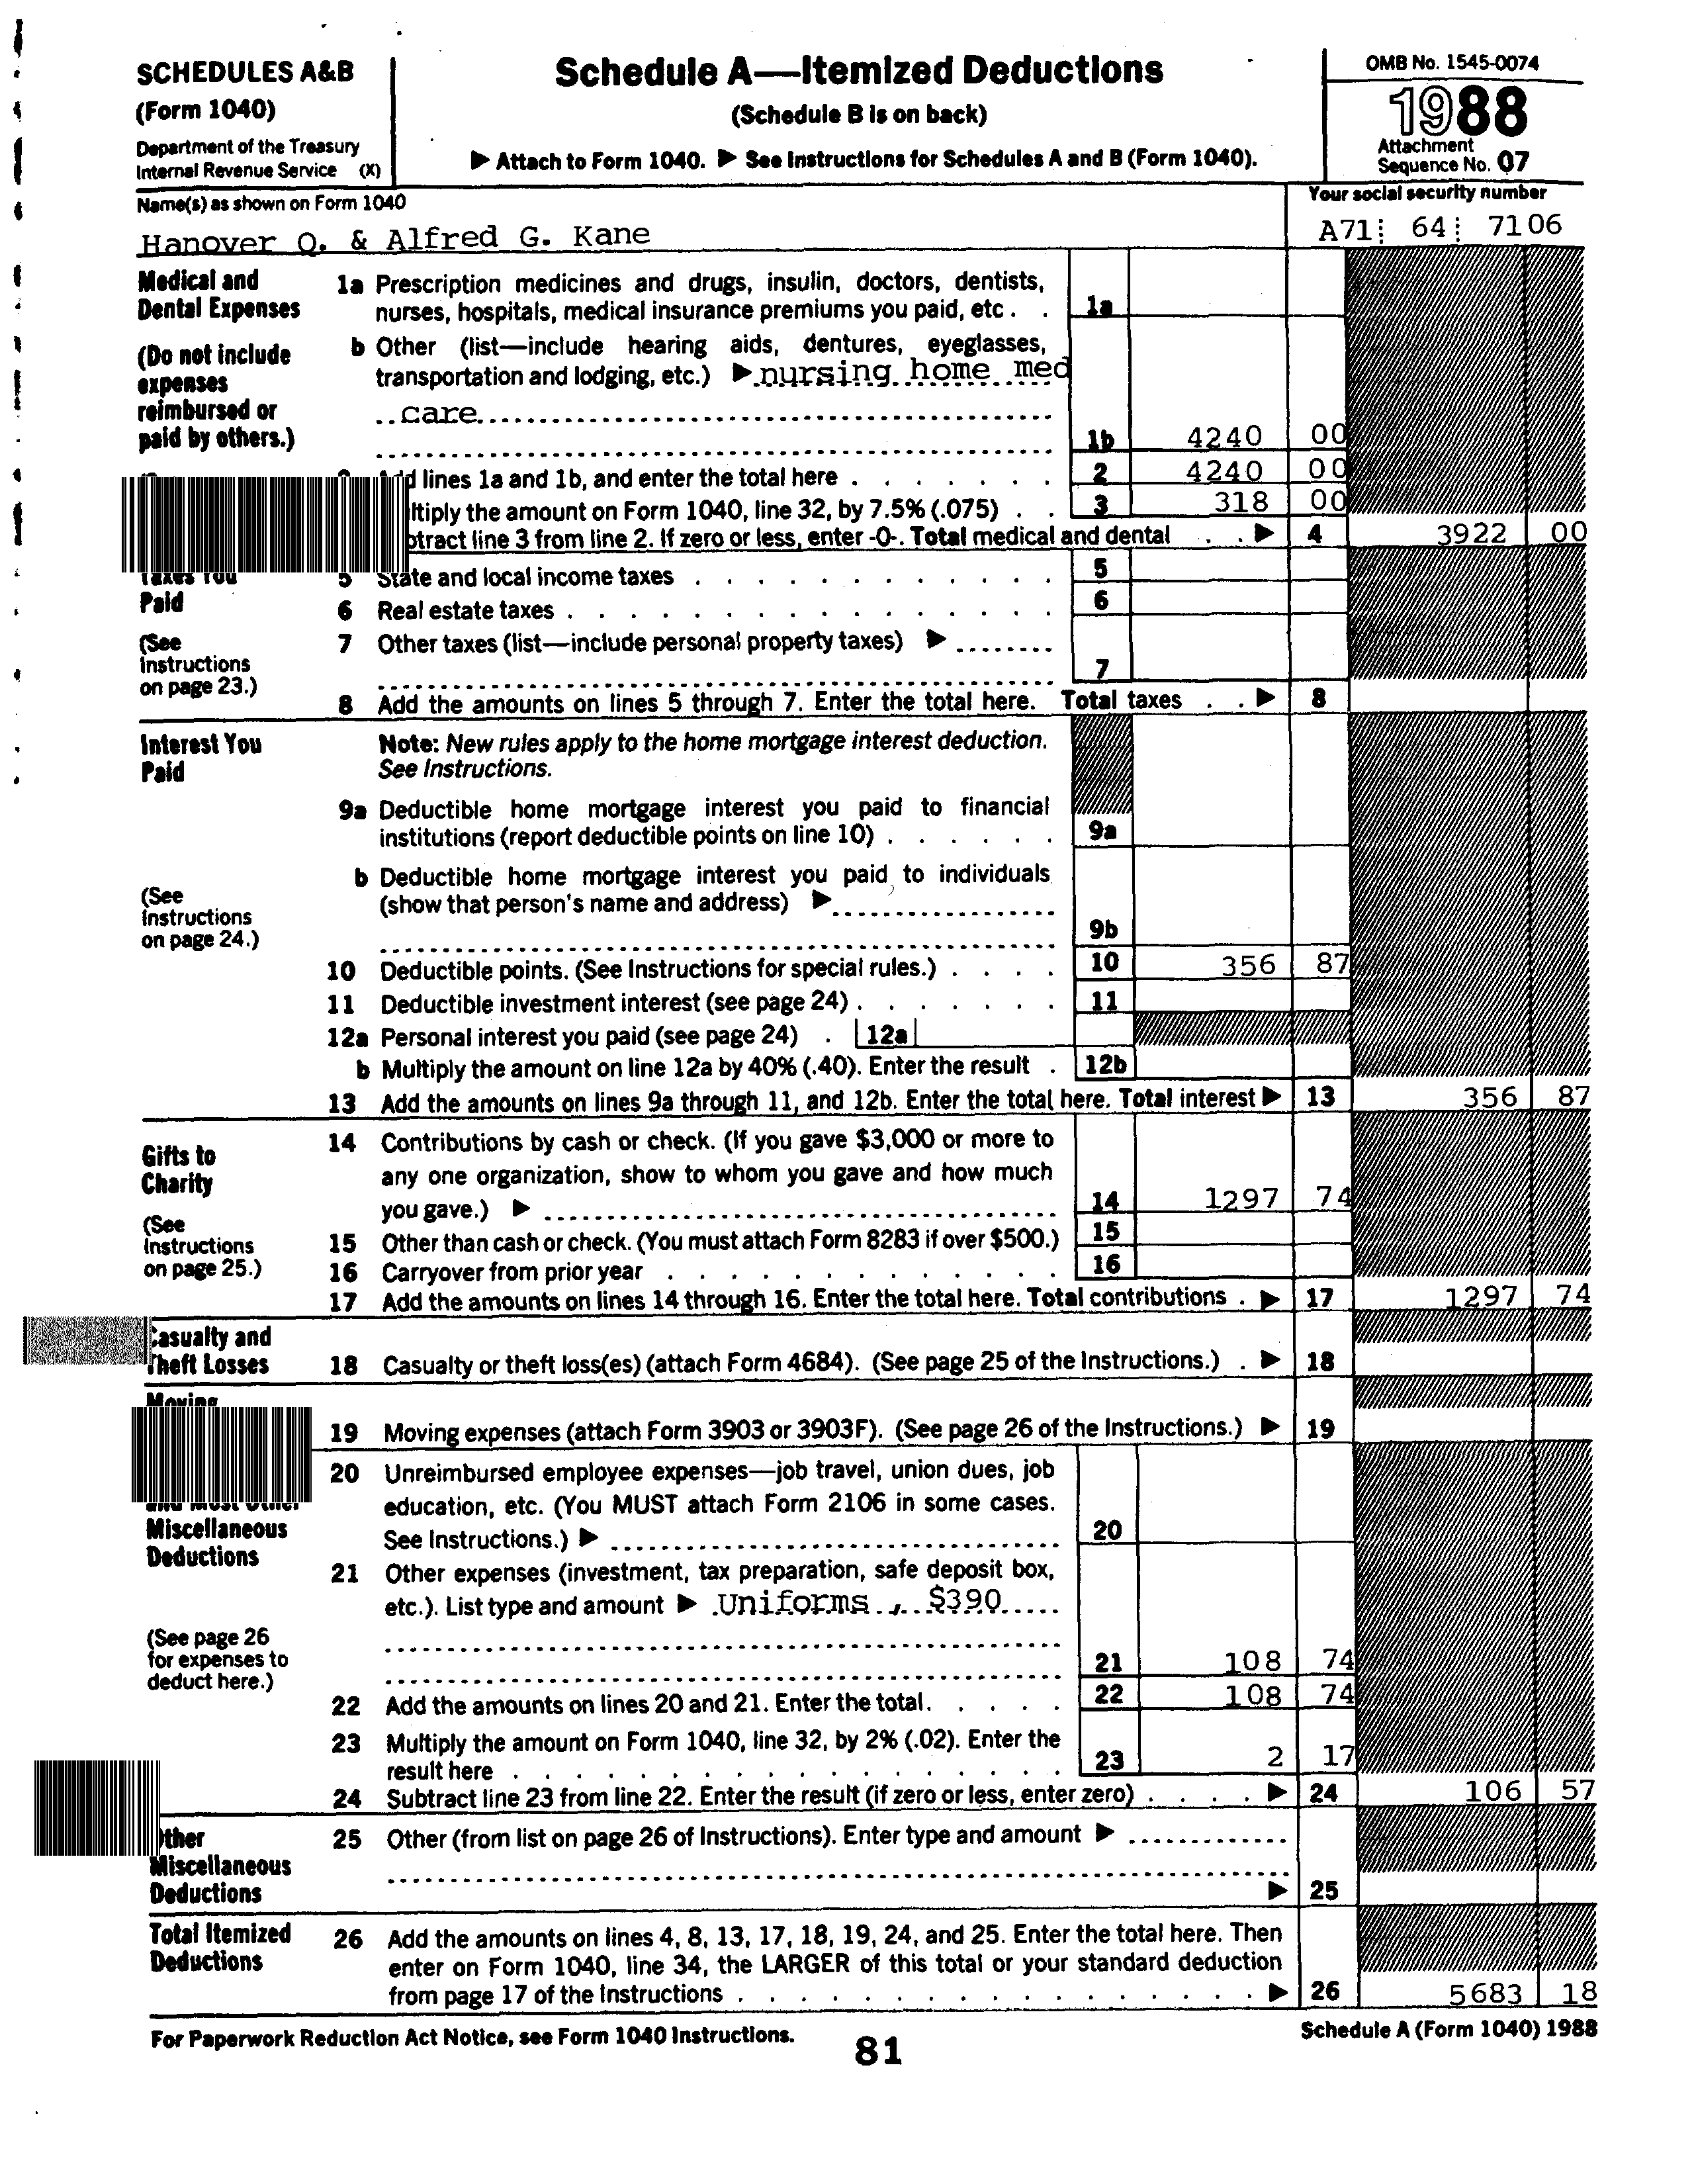 SCHEDULES A&B
(Form 1040)
Department of the Treasury
Internal Revenue Service (X)
Schedule A—Itemized Deductions
(Schedule B is on back)
▶ Attach to Form 1040. ▶ See Instructions for Schedules A and B (Form 1040).
OMB No. 1545-0074
1988
Attachment
Sequence No. 07
Name(s) as shown on Form 1040
Your social security number
Hanover O. & Alfred G. Kane
A71 64 7106
Medical and
Dental Expenses
(Do not include
expenses
reimbursed or
paid by others.)
1a Prescription medicines and drugs, insulin, doctors, dentists,
nurses, hospitals, medical insurance premiums you paid, etc . . 1a
b Other (list—include hearing aids, dentures, eyeglasses,
transportation and lodging, etc.) ▶ nursing home med
care
1b 4240 00
lines 1a and 1b, and enter the total here . . . . . . . 2 4240 00
the amount on Form 1040, line 32, by 7.5% (.075) . . 3 318 00
line 3 from line 2. If zero or less, enter -0-. Total medical and dental . . ▶ 4 3922 00
Taxes You
Paid
(See
Instructions
on page 23.)
5 State and local income taxes . . . . . . . . . . . . 5
6 Real estate taxes . . . . . . . . . . . . . . . . 6
7 Other taxes (list—include personal property taxes) ▶ ........
7
8 Add the amounts on lines 5 through 7. Enter the total here. Total taxes . . ▶ 8
Interest You
Paid
(See
Instructions
on page 24.)
Note: New rules apply to the home mortgage interest deduction.
See Instructions.
9a Deductible home mortgage interest you paid to financial
institutions (report deductible points on line 10) . . . . . . 9a
b Deductible home mortgage interest you paid to individuals
(show that person's name and address) ▶
9b
10 Deductible points. (See Instructions for special rules.) . . . . 10 356 87
11 Deductible investment interest (see page 24) . . . . . . . 11
12a Personal interest you paid (see page 24) . 12a
b Multiply the amount on line 12a by 40% (.40). Enter the result . 12b
13 Add the amounts on lines 9a through 11, and 12b. Enter the total here. Total interest ▶ 13 356 87
Gifts to
Charity
(See
Instructions
on page 25.)
14 Contributions by cash or check. (If you gave $3,000 or more to
any one organization, show to whom you gave and how much
you gave.) ▶ 14 1297 74
15 Other than cash or check. (You must attach Form 8283 if over $500.) 15
16 Carryover from prior year . . . . . . . . . . . . . 16
17 Add the amounts on lines 14 through 16. Enter the total here. Total contributions . ▶ 17 1297 74
Casualty and
Theft Losses
18 Casualty or theft loss(es) (attach Form 4684). (See page 25 of the Instructions.) . ▶ 18
Moving
19 Moving expenses (attach Form 3903 or 3903F). (See page 26 of the Instructions.) ▶ 19
and Most Other
Miscellaneous
Deductions
(See page 26
for expenses to
deduct here.)
20 Unreimbursed employee expenses—job travel, union dues, job
education, etc. (You MUST attach Form 2106 in some cases.
See Instructions.) ▶ 20
21 Other expenses (investment, tax preparation, safe deposit box,
etc.). List type and amount ▶ Uniforms , $390
21 108 74
22 Add the amounts on lines 20 and 21. Enter the total. . . . . 22 108 74
23 Multiply the amount on Form 1040, line 32, by 2% (.02). Enter the
result here . . . . . . . . . . . . . . . . . . 23 2 17
24 Subtract line 23 from line 22. Enter the result (if zero or less, enter zero) . . . . ▶ 24 106 57
Other
Miscellaneous
Deductions
25 Other (from list on page 26 of Instructions). Enter type and amount ▶
▶ 25
Total Itemized
Deductions
26 Add the amounts on lines 4, 8, 13, 17, 18, 19, 24, and 25. Enter the total here. Then
enter on Form 1040, line 34, the LARGER of this total or your standard deduction
from page 17 of the Instructions . . . . . . . . . . . . . . . . . ▶ 26 5683 18
For Paperwork Reduction Act Notice, see Form 1040 Instructions.
81
Schedule A (Form 1040) 1988